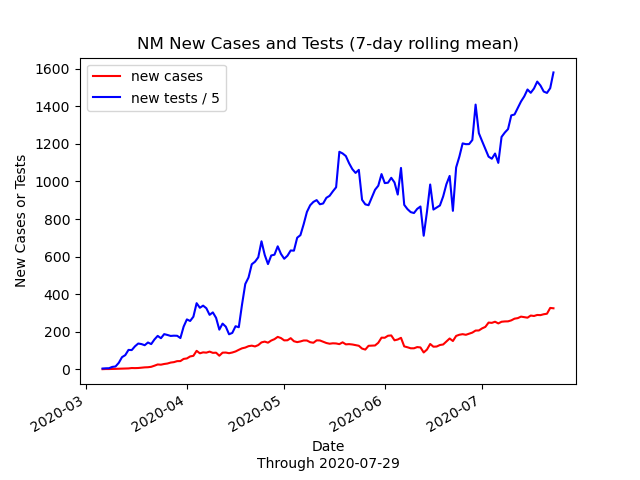 NM New Cases and Tests (7-day rolling mean)
new cases
new tests / 5
New Cases or Tests
1600
1400
1200
1000
800
600
400
200
0
2020-03
2020-04
2020-05
2020-06
2020-07
Date
Through 2020-07-29